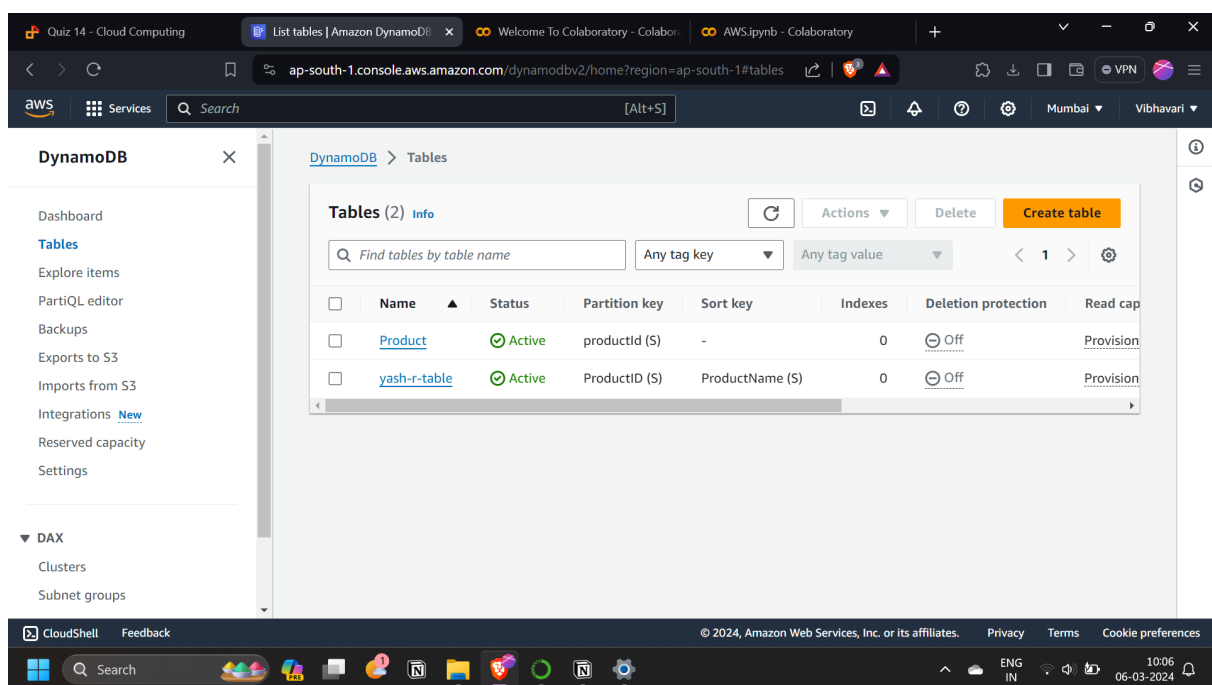 Quiz 14 - Cloud Computing
List tables | Amazon DynamoDB
Welcome To Colaboratory - Colabor
AWS.ipynb - Colaboratory
ap-south-1.console.aws.amazon.com/dynamodbv2/home?region=ap-south-1#tables
3
VPN
aws
Services
Search
[Alt+S]
Mumbai
Vibhavari
DynamoDB
Dashboard
Tables
Explore items
PartiQL editor
Backups
Exports to S3
Imports from S3
Integrations New
Reserved capacity
Settings
DAX
Clusters
Subnet groups
DynamoDB > Tables
Tables (2) Info
Actions
Delete
Create table
Find tables by table name
Any tag key
Any tag value
1
Name Status Partition key Sort key Indexes Deletion protection Read cap
Product Active productId (S) - 0 Off Provision
yash-r-table Active ProductID (S) ProductName (S) 0 Off Provision
CloudShell Feedback © 2024, Amazon Web Services, Inc. or its affiliates. Privacy Terms Cookie preferences
Search
PRE
1
ENG
IN
10:06
06-03-2024